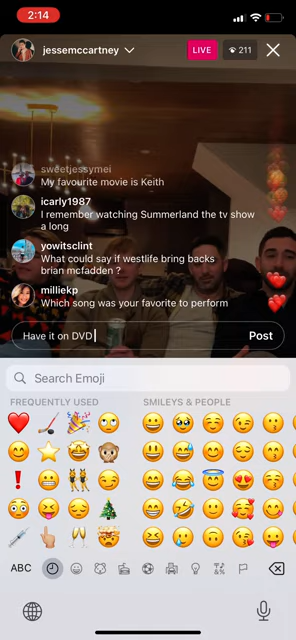 2:14
jessemccartney
LIVE
211
sweetjessymei
My favourite movie is Keith
icarly1987
I remember watching Summerland the tv show
a long
yowitsclint
What could say if westlife bring backs
brian mcfadden ?
milliekp
Which song was your favorite to perform
Have it on DVD
Post
Search Emoji
FREQUENTLY USED
SMILEYS & PEOPLE
ABC